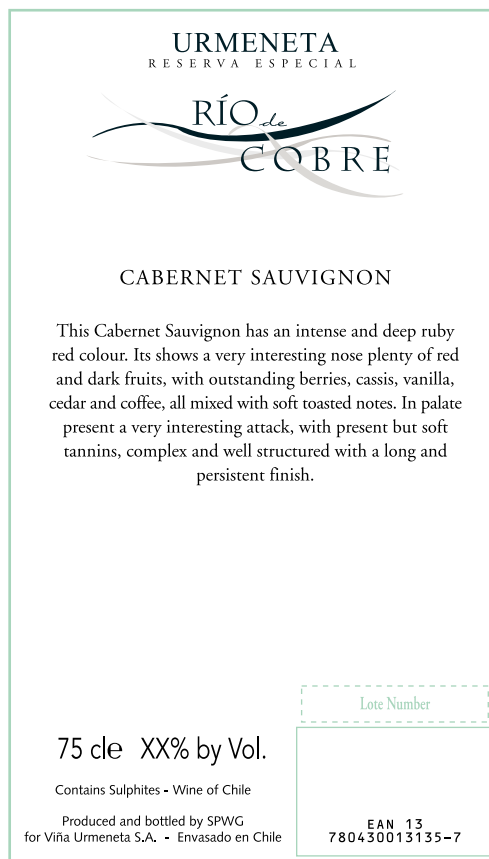 URMENETA
RESERVA ESPECIAL
RÍO de
COBRE
CABERNET SAUVIGNON
This Cabernet Sauvignon has an intense and deep ruby
red colour. Its shows a very interesting nose plenty of red
and dark fruits, with outstanding berries, cassis, vanilla,
cedar and coffee, all mixed with soft toasted notes. In palate
present a very interesting attack, with present but soft
tannins, complex and well structured with a long and
persistent finish.
Lote Number
75 cle XX% by Vol.
Contains Sulphites - Wine of Chile
Produced and bottled by SPWG
for Viña Urmeneta S.A. - Envasado en Chile
EAN 13
780430013135-7